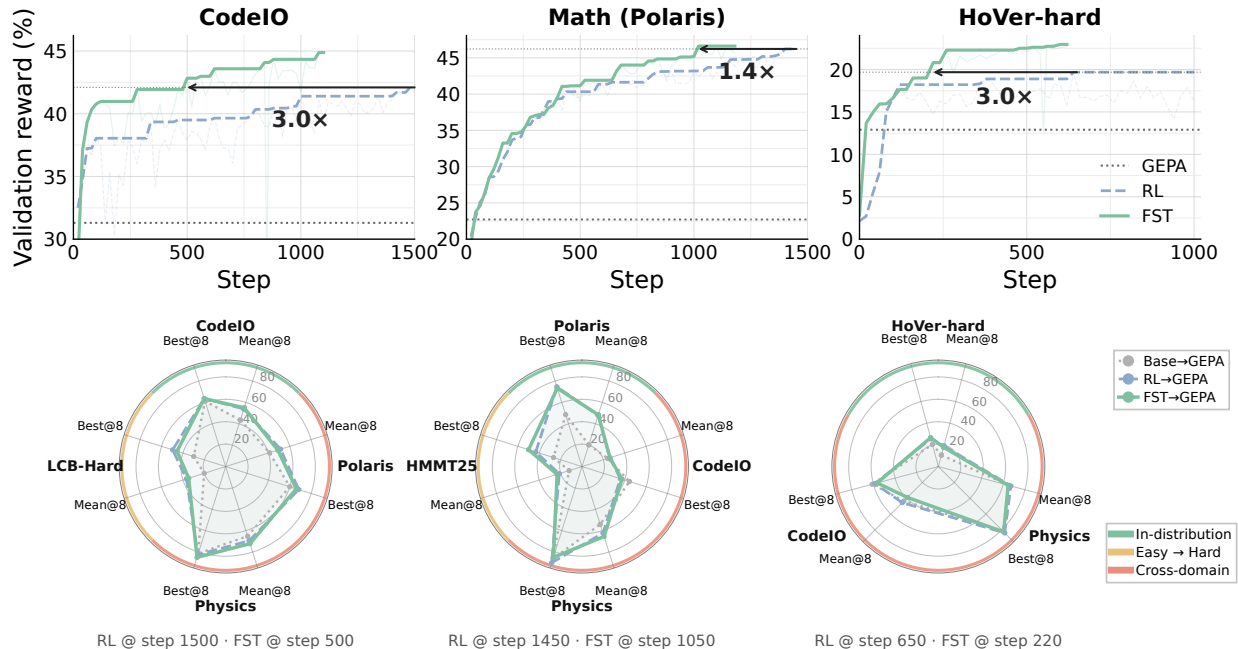 CodeIO
Math (Polaris)
HoVer-hard
Validation reward (%)
45
40
35
30
0
500
1000
1500
Step
3.0×
45
40
35
30
25
20
0
500
1000
1500
Step
1.4×
20
15
10
5
0
0
500
1000
Step
3.0×
GEPA
RL
FST
CodeIO
Best@8
Mean@8
80
60
40
20
Best@8
Mean@8
LCB-Hard
Polaris
Mean@8
Best@8
Best@8
Mean@8
Physics
RL @ step 1500 · FST @ step 500
Polaris
Best@8
Mean@8
80
60
40
20
Best@8
Mean@8
HMMT25
CodeIO
Mean@8
Best@8
Best@8
Mean@8
Physics
RL @ step 1450 · FST @ step 1050
HoVer-hard
Best@8
Mean@8
80
60
40
20
Best@8
Mean@8
CodeIO
Physics
Mean@8
Best@8
RL @ step 650 · FST @ step 220
Base→GEPA
RL→GEPA
FST→GEPA
In-distribution
Easy → Hard
Cross-domain